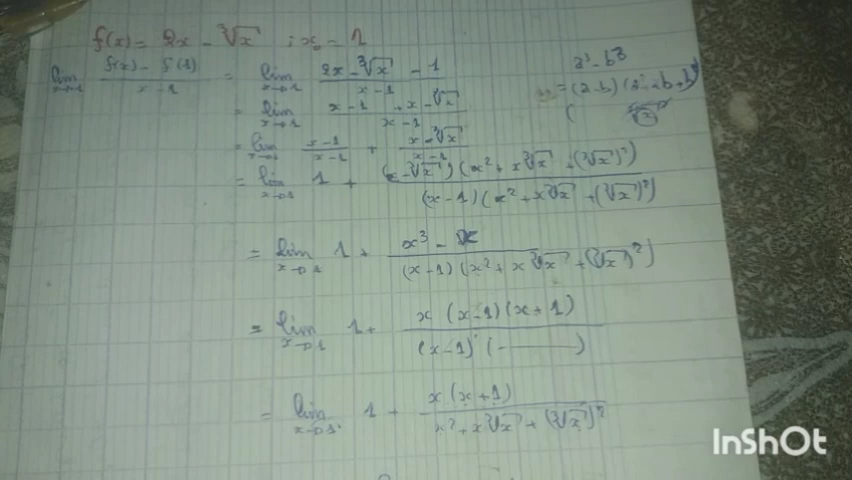 f(x) = 2x - ∛x ; x₀ = 1
lim x→1 (f(x) - f(1))/(x - 1) = lim x→1 (2x - ∛x - 1)/(x - 1)
a³ - b³
= (a-b)(a²+ab+b²)
(
= lim x→1 (x - 1 + x - ∛x)/(x - 1)
= lim x→1 (x-1)/(x-1) + (x - ∛x)/(x-1)
= lim x→1 1 + (x - ∛x)(x² + x∛x + (∛x)²)/((x - 1)(x² + x∛x + (∛x)²))
= lim x→1 1 + (x³ - x)/((x-1)(x² + x∛x + (∛x)²))
= lim x→1 1 + x(x-1)(x+1)/((x-1)(-----))
= lim x→1 1 + x(x+1)/(x² + x∛x + (∛x)²)
InShOt